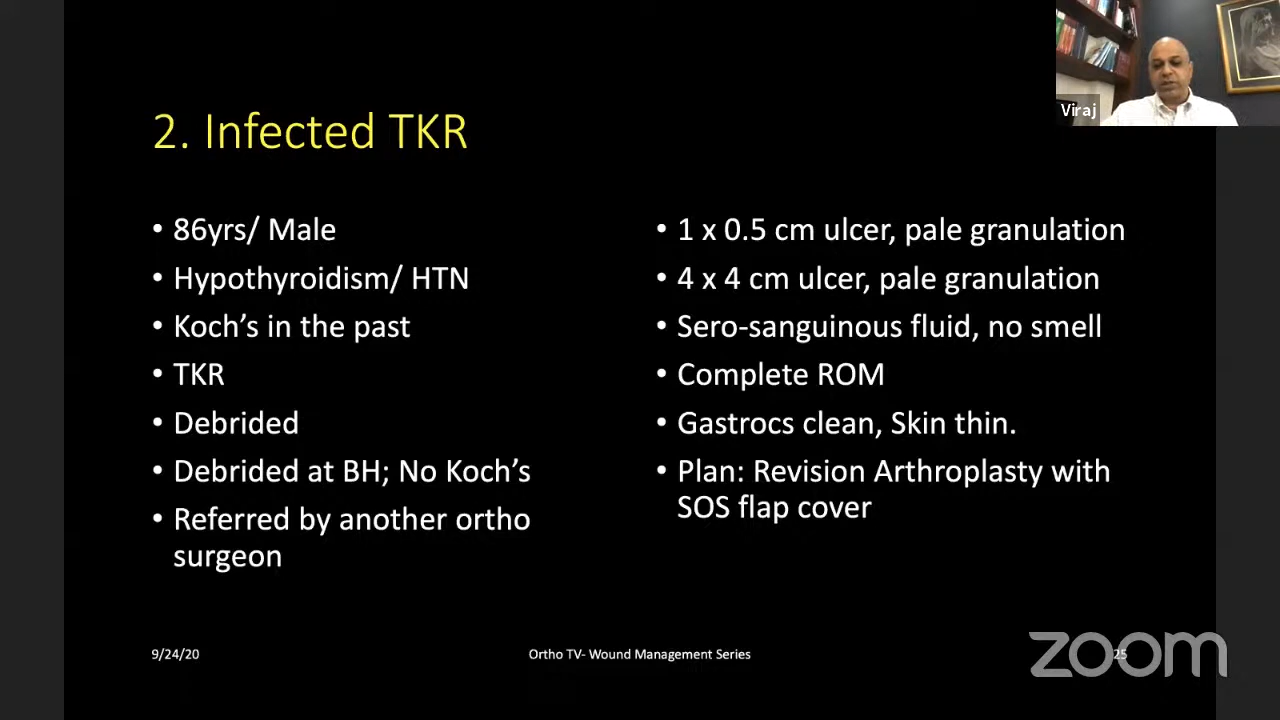 Viraj
2. Infected TKR
• 86yrs/ Male
• Hypothyroidism/ HTN
• Koch's in the past
• TKR
• Debrided
• Debrided at BH; No Koch's
• Referred by another ortho
surgeon
• 1 x 0.5 cm ulcer, pale granulation
• 4 x 4 cm ulcer, pale granulation
• Sero-sanguinous fluid, no smell
• Complete ROM
• Gastrocs clean, Skin thin.
• Plan: Revision Arthroplasty with
SOS flap cover
9/24/20
Ortho TV- Wound Management Series
25
zoom